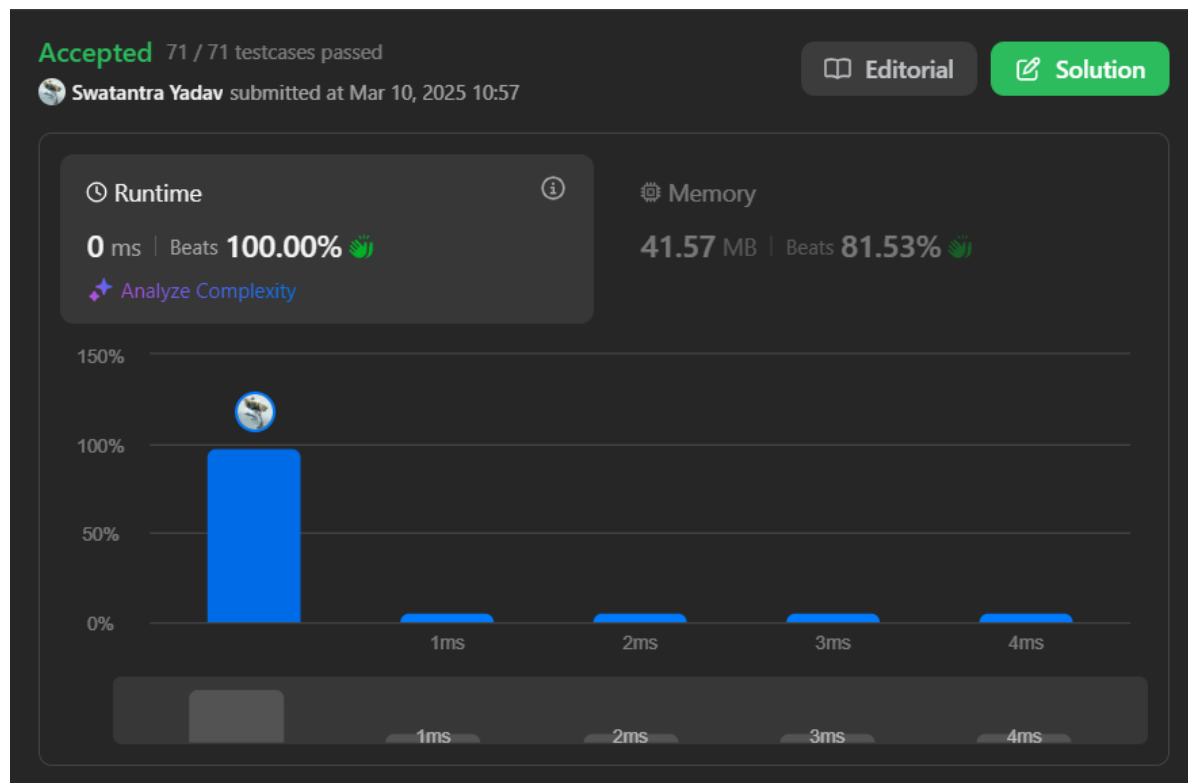 Accepted 71 / 71 testcases passed
Editorial
Solution
Swatantra Yadav submitted at Mar 10, 2025 10:57
Runtime
0 ms | Beats 100.00%
Analyze Complexity
Memory
41.57 MB | Beats 81.53%
150%
100%
50%
0%
1ms 2ms 3ms 4ms
1ms 2ms 3ms 4ms